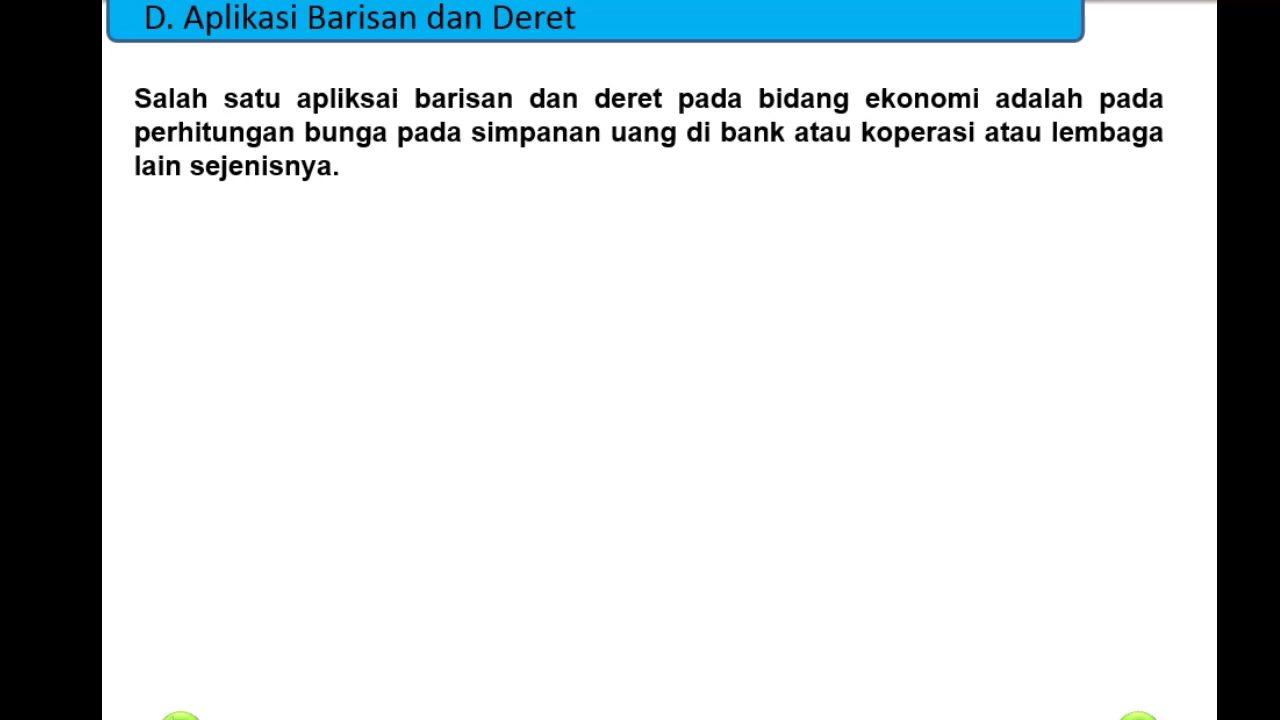 D. Aplikasi Barisan dan Deret
Salah satu apliksai barisan dan deret pada bidang ekonomi adalah pada
perhitungan bunga pada simpanan uang di bank atau koperasi atau lembaga
lain sejenisnya.